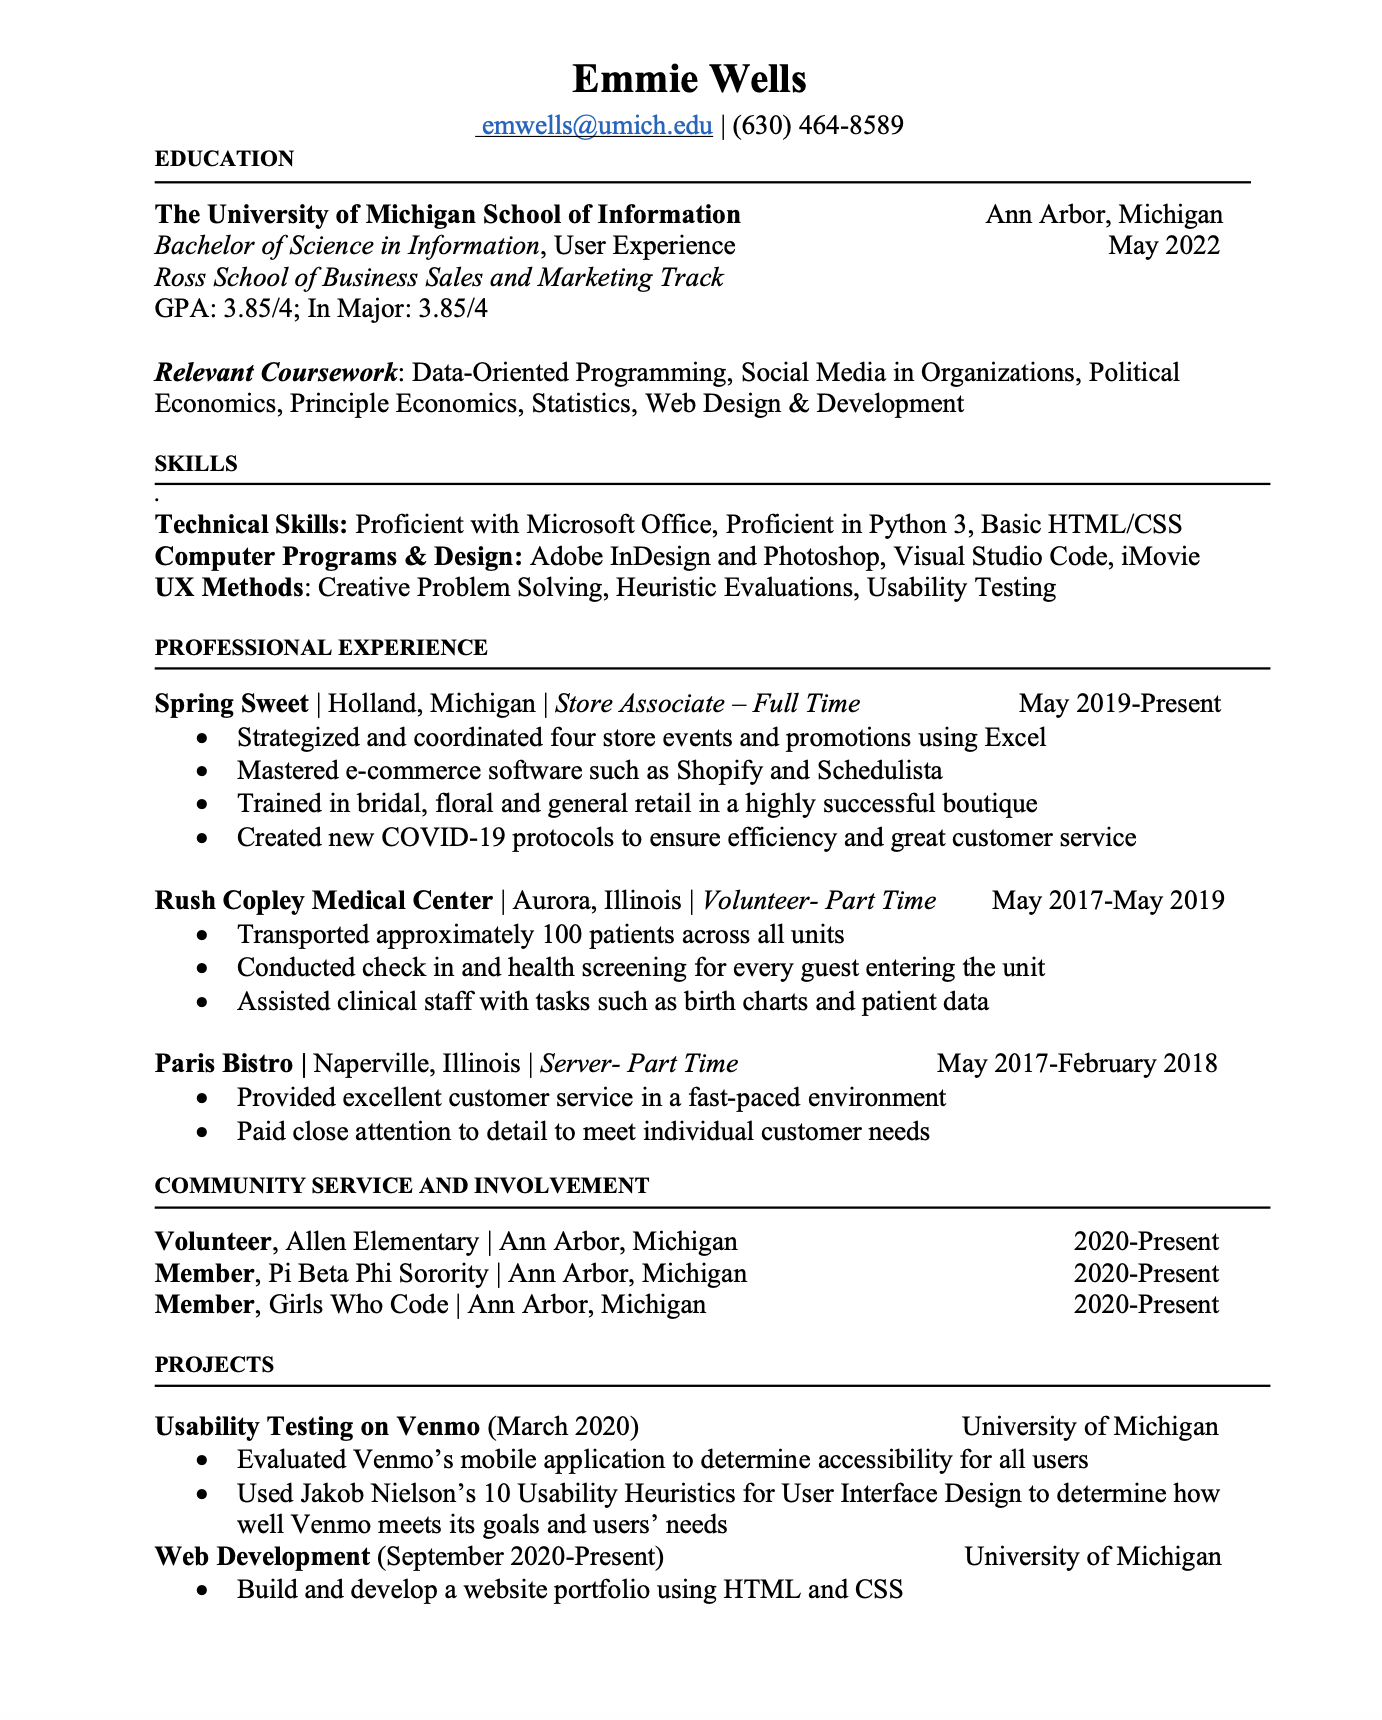 Emmie Wells
emwells@umich.edu | (630) 464-8589
EDUCATION
The University of Michigan School of Information Ann Arbor, Michigan
Bachelor of Science in Information, User Experience May 2022
Ross School of Business Sales and Marketing Track
GPA: 3.85/4; In Major: 3.85/4
Relevant Coursework: Data-Oriented Programming, Social Media in Organizations, Political
Economics, Principle Economics, Statistics, Web Design & Development
SKILLS
.
Technical Skills: Proficient with Microsoft Office, Proficient in Python 3, Basic HTML/CSS
Computer Programs & Design: Adobe InDesign and Photoshop, Visual Studio Code, iMovie
UX Methods: Creative Problem Solving, Heuristic Evaluations, Usability Testing
PROFESSIONAL EXPERIENCE
Spring Sweet | Holland, Michigan | Store Associate – Full Time May 2019-Present
• Strategized and coordinated four store events and promotions using Excel
• Mastered e-commerce software such as Shopify and Schedulista
• Trained in bridal, floral and general retail in a highly successful boutique
• Created new COVID-19 protocols to ensure efficiency and great customer service
Rush Copley Medical Center | Aurora, Illinois | Volunteer- Part Time May 2017-May 2019
• Transported approximately 100 patients across all units
• Conducted check in and health screening for every guest entering the unit
• Assisted clinical staff with tasks such as birth charts and patient data
Paris Bistro | Naperville, Illinois | Server- Part Time May 2017-February 2018
• Provided excellent customer service in a fast-paced environment
• Paid close attention to detail to meet individual customer needs
COMMUNITY SERVICE AND INVOLVEMENT
Volunteer, Allen Elementary | Ann Arbor, Michigan 2020-Present
Member, Pi Beta Phi Sorority | Ann Arbor, Michigan 2020-Present
Member, Girls Who Code | Ann Arbor, Michigan 2020-Present
PROJECTS
Usability Testing on Venmo (March 2020) University of Michigan
• Evaluated Venmo’s mobile application to determine accessibility for all users
• Used Jakob Nielson’s 10 Usability Heuristics for User Interface Design to determine how
well Venmo meets its goals and users’ needs
Web Development (September 2020-Present) University of Michigan
• Build and develop a website portfolio using HTML and CSS